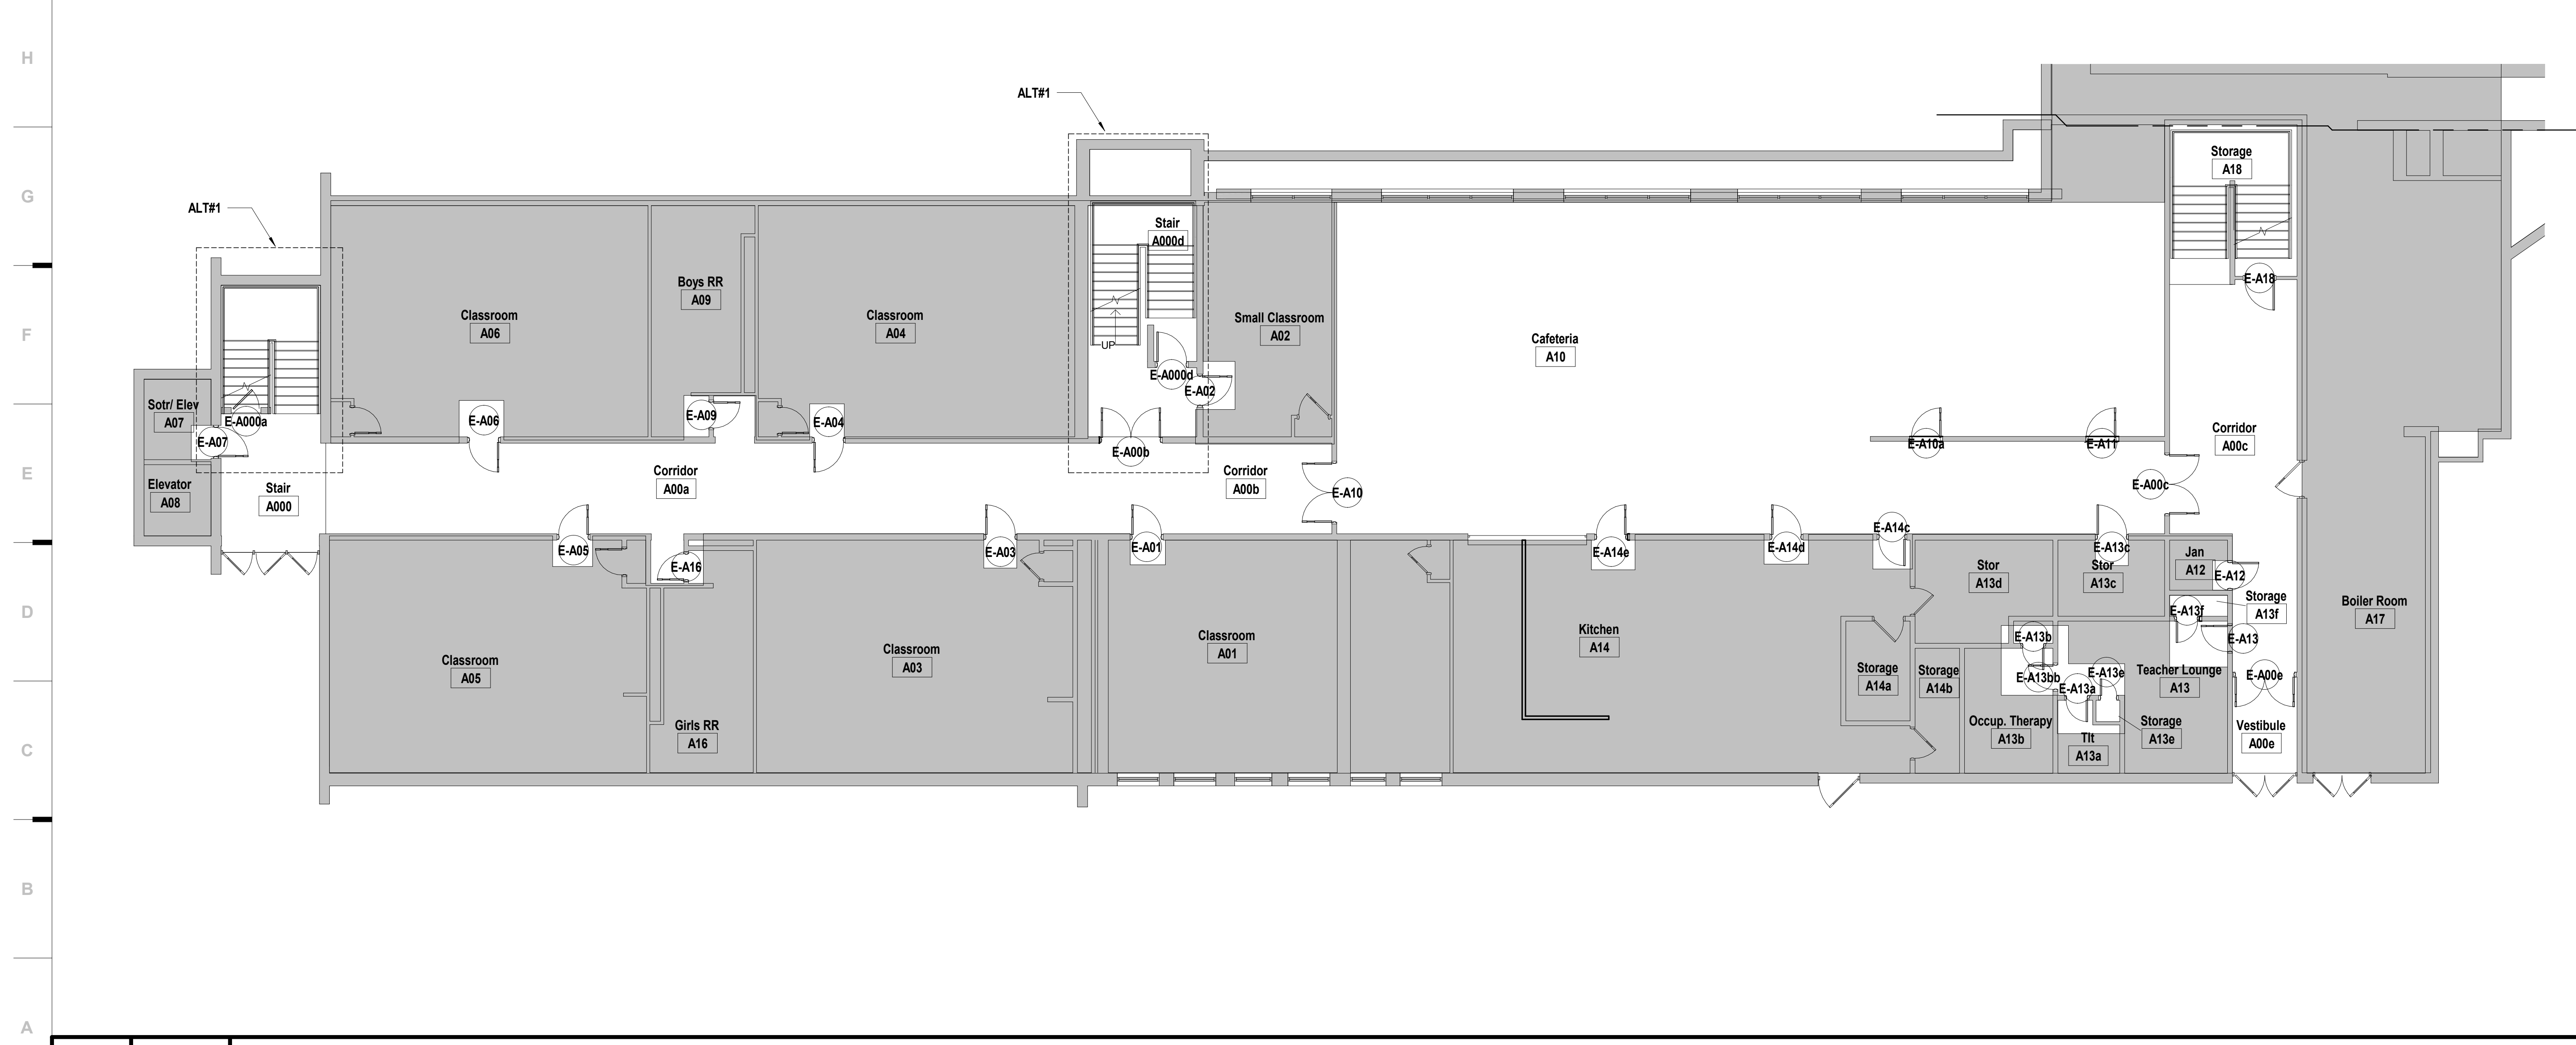 H
G
F
E
D
C
B
A
ALT#1
ALT#1
Storage
A18
Stair
A000d
Boys RR
A09
E-A18
Classroom
A06
Classroom
A04
Small Classroom
A02
UP
Cafeteria
A10
E-A000d
E-A02
Sotr/ Elev
A07
E-A000a
E-A07
E-A06
E-A09
E-A04
E-A00b
E-A10a
E-A11
Corridor
A00c
Elevator
A08
Stair
A000
Corridor
A00a
Corridor
A00b
E-A10
E-A00c
E-A05
E-A16
E-A03
E-A01
E-A14e
E-A14d
E-A14c
E-A13c
Jan
A12
E-A12
Stor
A13d
Stor
A13c
Storage
A13f
E-A13f
Boiler Room
A17
Classroom
A05
Classroom
A03
Classroom
A01
Kitchen
A14
E-A13b
E-A13
Storage
A14a
Storage
A14b
E-A13bb
E-A13a
E-A13e
Teacher Lounge
A13
E-A00e
Girls RR
A16
Occup. Therapy
A13b
Tlt
A13a
Storage
A13e
Vestibule
A00e